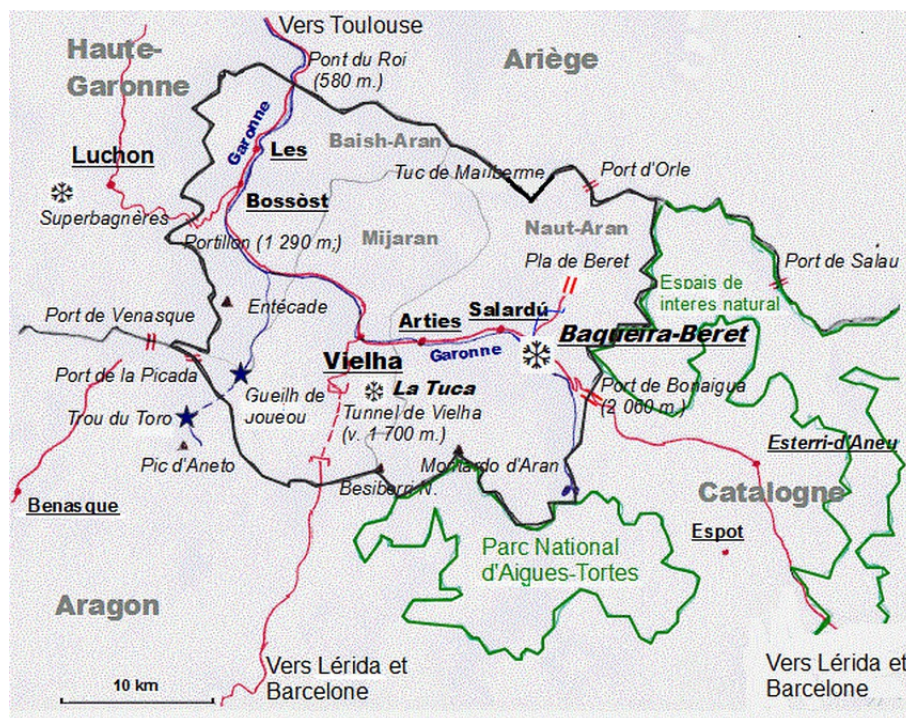 Vers Toulouse
Haute-
Garonne
Pont du Roi
(580 m.)
Ariège
Garonne
Baish-Aran
Les
Luchon
Tuc de Maüberme
Port d'Orle
Bossòst
Superbagnères
Portillon (1 290 m;)
Mijaran
Naut-Aran
Pla de Beret
Port de Salau
Espais de
interes natural
Entécade
Port de Venasque
Salardú
Arties
Baqueira-Beret
Garonne
Vielha
Port de la Picada
Gueilh de
Joueou
La Tuca
Port de Bonaigua
(2 060 m.)
Trou du Toro
Tunnel de Vielha
(v. 1 700 m.)
Pic d'Aneto
Esterri-d'Aneu
Besiberri N.
Montardo d'Aran
Benasque
Catalogne
Espot
Parc National
d'Aigues-Tortes
Aragon
Vers Lérida et
Barcelone
Vers Lérida et
Barcelone
10 km